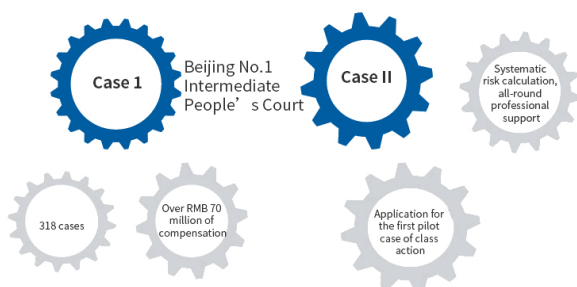 Case 1
Beijing No.1
Intermediate
People’s Court
Case II
Systematic
risk calculation,
all-round
professional
support
318 cases
Over RMB 70
million of
compensation
Application for
the first pilot
case of class
action